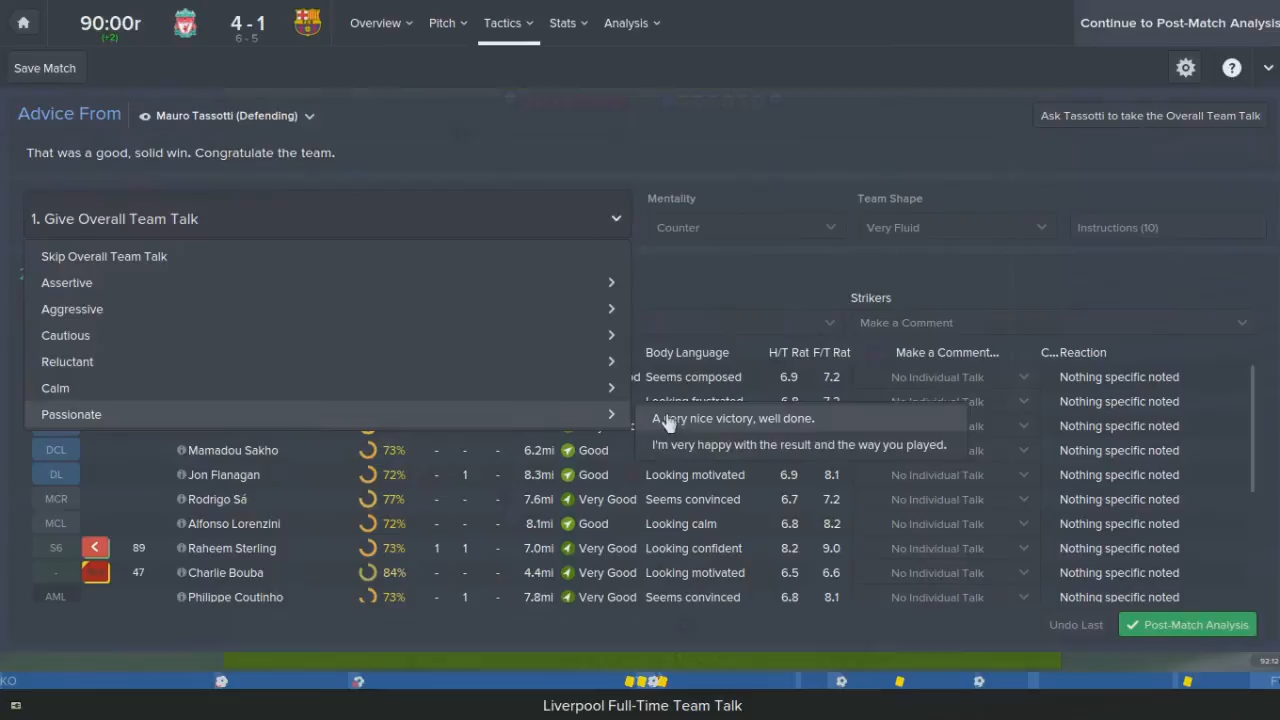 90:00r
(+2)
4 - 1
6 - 5
Overview
Pitch
Tactics
Stats
Analysis
Continue to Post-Match Analysis
Save Match
Advice From
Mauro Tassotti (Defending)
Ask Tassotti to take the Overall Team Talk
That was a good, solid win. Congratulate the team.
1. Give Overall Team Talk
Mentality
Team Shape
Counter
Very Fluid
Instructions (10)
Skip Overall Team Talk
Assertive
Aggressive
Cautious
Reluctant
Calm
Passionate
Strikers
Make a Comment
Body Language H/T Rat F/T Rat Make a Comment... C... Reaction
Seems composed 6.9 7.2 No Individual Talk Nothing specific noted
Looking frustrated 6.8 No Individual Talk Nothing specific noted
A very nice victory, well done. Nothing specific noted
I'm very happy with the result and the way you played. Nothing specific noted
DCL Mamadou Sakho 73% - - - 6.2mi Good
DL Jon Flanagan 72% - 1 - 8.3mi Good Looking motivated 6.9 8.1 No Individual Talk Nothing specific noted
MCR Rodrigo Sá 77% - - - 7.6mi Very Good Seems convinced 6.7 7.2 No Individual Talk Nothing specific noted
MCL Alfonso Lorenzini 72% - - - 8.1mi Good Looking calm 6.8 8.2 No Individual Talk Nothing specific noted
S6 89 Raheem Sterling 73% 1 1 - 7.0mi Very Good Looking confident 8.2 9.0 No Individual Talk Nothing specific noted
- 47 Charlie Bouba 84% - - - 4.4mi Very Good Looking motivated 6.5 6.6 No Individual Talk Nothing specific noted
AML Philippe Coutinho 73% - 1 - 7.8mi Very Good Seems convinced 6.8 8.1 No Individual Talk Nothing specific noted
Undo Last
Post-Match Analysis
92:12
KO
Liverpool Full-Time Team Talk